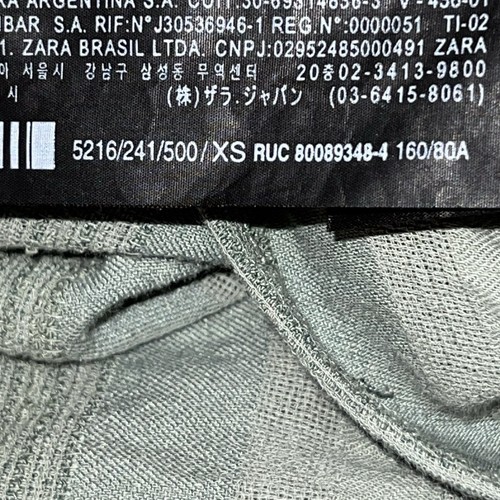 ARGENTINA S.A. CUIT:30-69314836-3 V-436-01
BAR S.A. RIF:N°J30536946-1 REG.N°0000051 TI-02
1. ZARA BRASIL LTDA. CNPJ:02952485000491 ZARA
아 서울시 강남구 삼성동 무역센터 20층02-3413-9800
시 (株)ザラ.ジャパン (03-6415-8061)
5216/241/500/XS RUC 80089348-4 160/80A